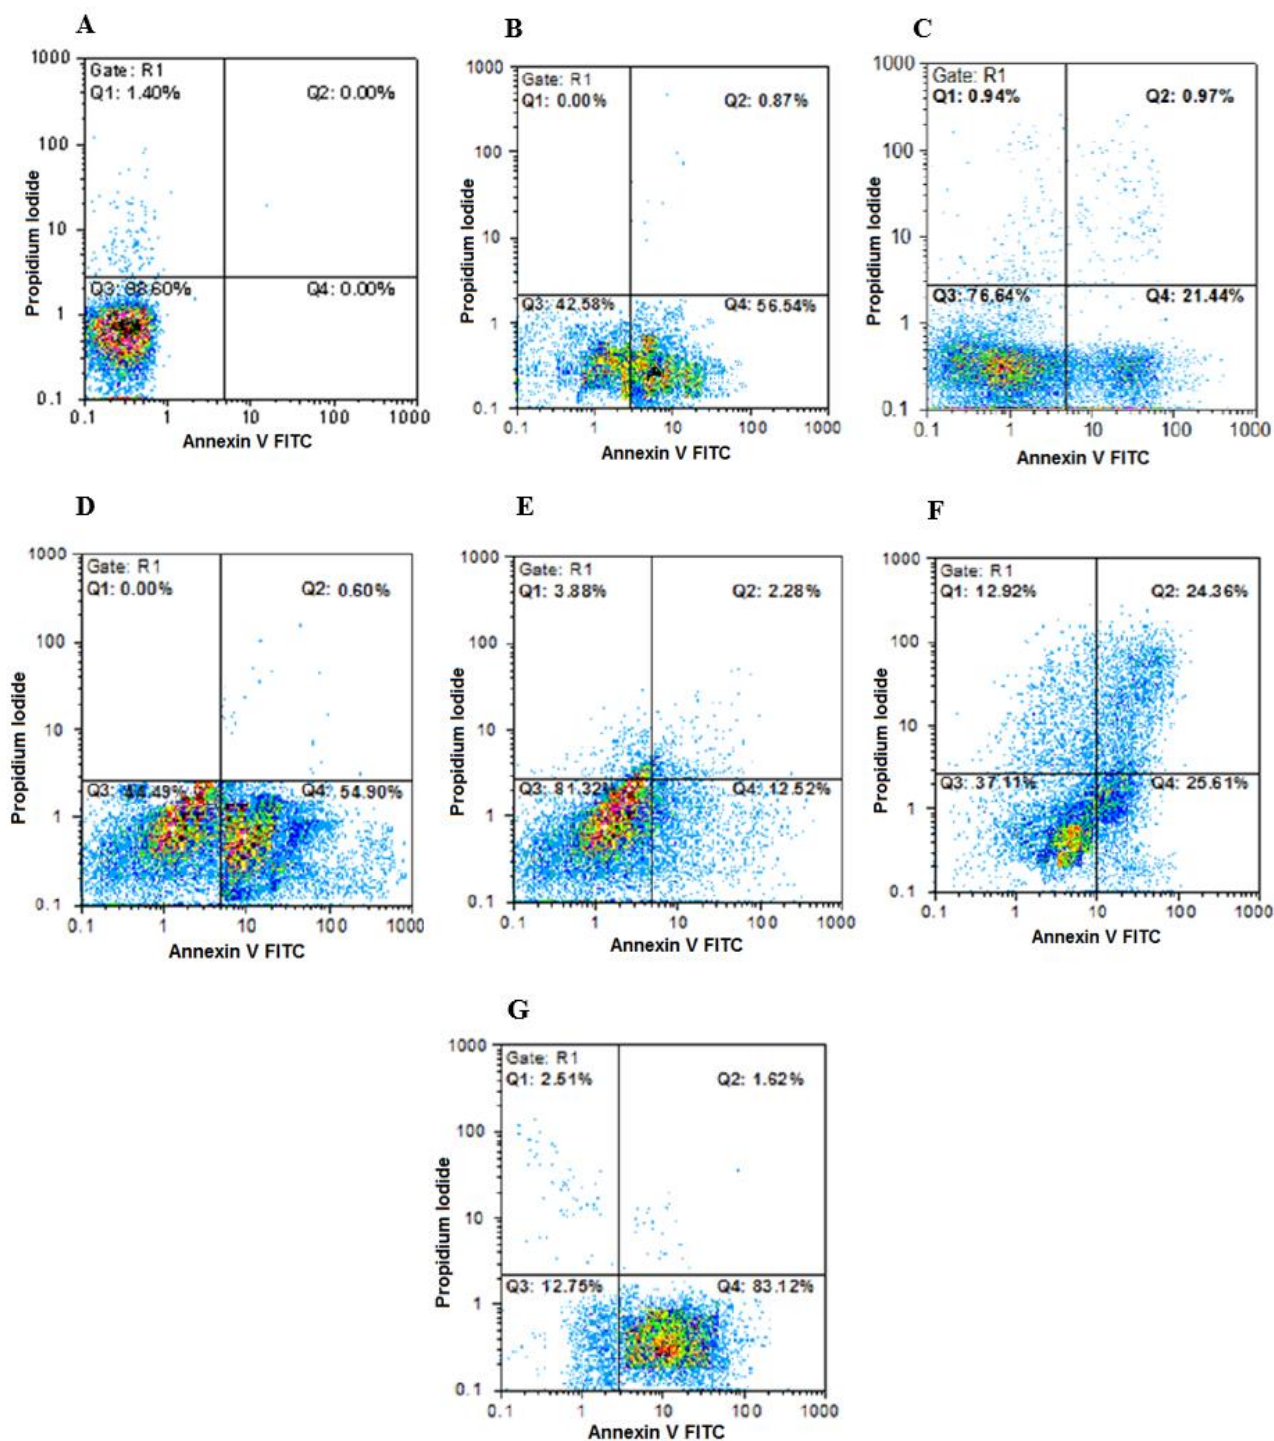 A
Gate: R1
Q1: 1.40%
Q2: 0.00%
Q3: 98.60%
Q4: 0.00%
1000
100
10
1
0.1
0.1 1 10 100 1000
Propidium Iodide
Annexin V FITC
B
Gate: R1
Q1: 0.00%
Q2: 0.87%
Q3: 42.58%
Q4: 56.54%
1000
100
10
1
0.1
0.1 1 10 100 1000
Propidium Iodide
Annexin V FITC
C
Gate: R1
Q1: 0.94%
Q2: 0.97%
Q3: 76.64%
Q4: 21.44%
1000
100
10
1
0.1
0.1 1 10 100 1000
Propidium Iodide
Annexin V FITC
D
Gate: R1
Q1: 0.00%
Q2: 0.60%
Q3: 44.49%
Q4: 54.90%
1000
100
10
1
0.1
0.1 1 10 100 1000
Propidium Iodide
Annexin V FITC
E
Gate: R1
Q1: 3.88%
Q2: 2.28%
Q3: 81.32%
Q4: 12.52%
1000
100
10
1
0.1
0.1 1 10 100 1000
Propidium Iodide
Annexin V FITC
F
Gate: R1
Q1: 12.92%
Q2: 24.36%
Q3: 37.11%
Q4: 25.61%
1000
100
10
1
0.1
0.1 1 10 100 1000
Propidium Iodide
Annexin V FITC
G
Gate: R1
Q1: 2.51%
Q2: 1.62%
Q3: 12.75%
Q4: 83.12%
1000
100
10
1
0.1
0.1 1 10 100 1000
Propidium Iodide
Annexin V FITC